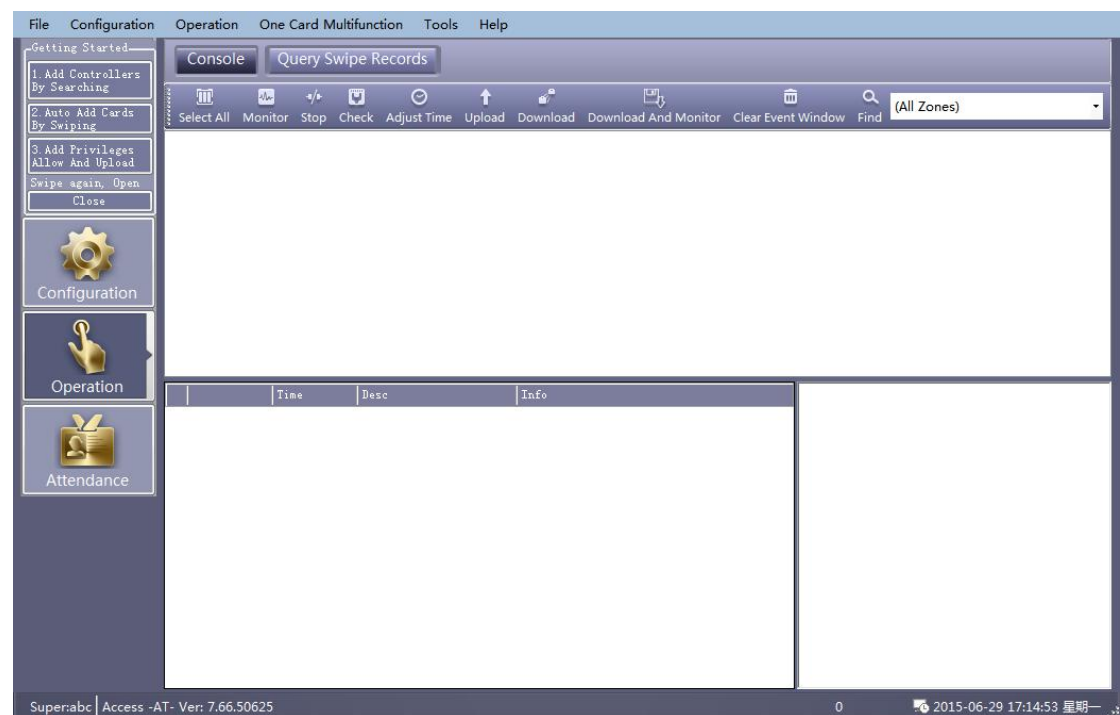 File Configuration Operation One Card Multifunction Tools Help
Getting Started
1. Add Controllers
By Searching
2. Auto Add Cards
By Swiping
3. Add Privileges
Allow And Upload
Swipe again, Open
Close
Configuration
Operation
Attendance
Console Query Swipe Records
Select All Monitor Stop Check Adjust Time Upload Download Download And Monitor Clear Event Window Find (All Zones)
Time Desc Info
Super:abc Access -AT- Ver: 7.66.50625 0 2015-06-29 17:14:53 星期一